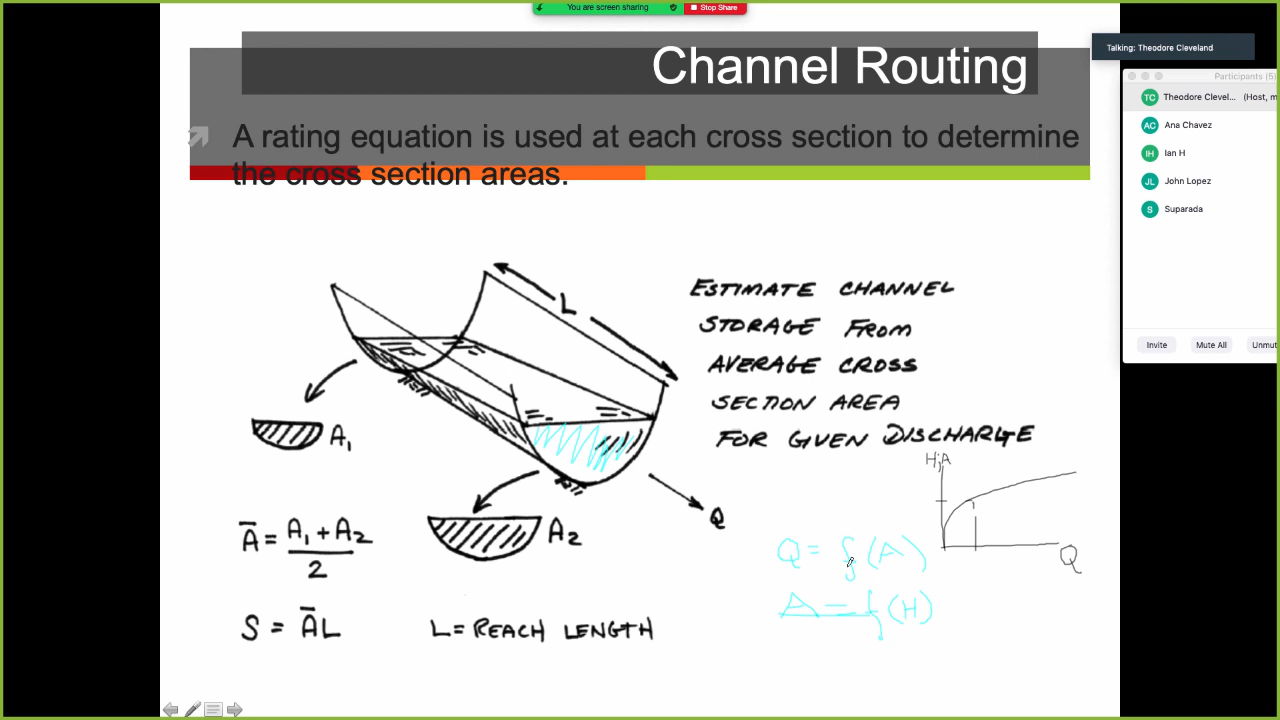 You are screen sharing
Stop Share
Channel Routing
Talking: Theodore Cleveland
Participants (5)
TC Theodore Clevel... (Host, m
AC Ana Chavez
IH Ian H
JL John Lopez
S Suparada
Invite Mute All Unmut
A rating equation is used at each cross section to determine
the cross section areas.
L
ESTIMATE CHANNEL
STORAGE FROM
AVERAGE CROSS
SECTION AREA
FOR GIVEN DISCHARGE
A₁
A₂
Q
H,A
Q
Q = f(A)
A = f(H)
Ā = A₁ + A₂ / 2
S = ĀL
L = REACH LENGTH